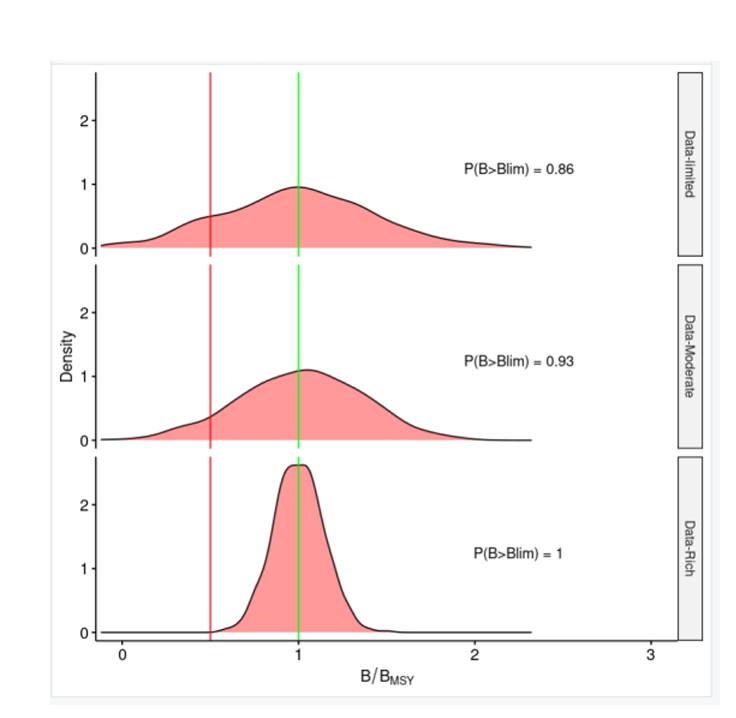 2
1
0
P(B>Blim) = 0.86
Data-limited
Density
2
1
0
P(B>Blim) = 0.93
Data-Moderate
2
1
0
P(B>Blim) = 1
Data-Rich
0
1
2
3
B/BMSY